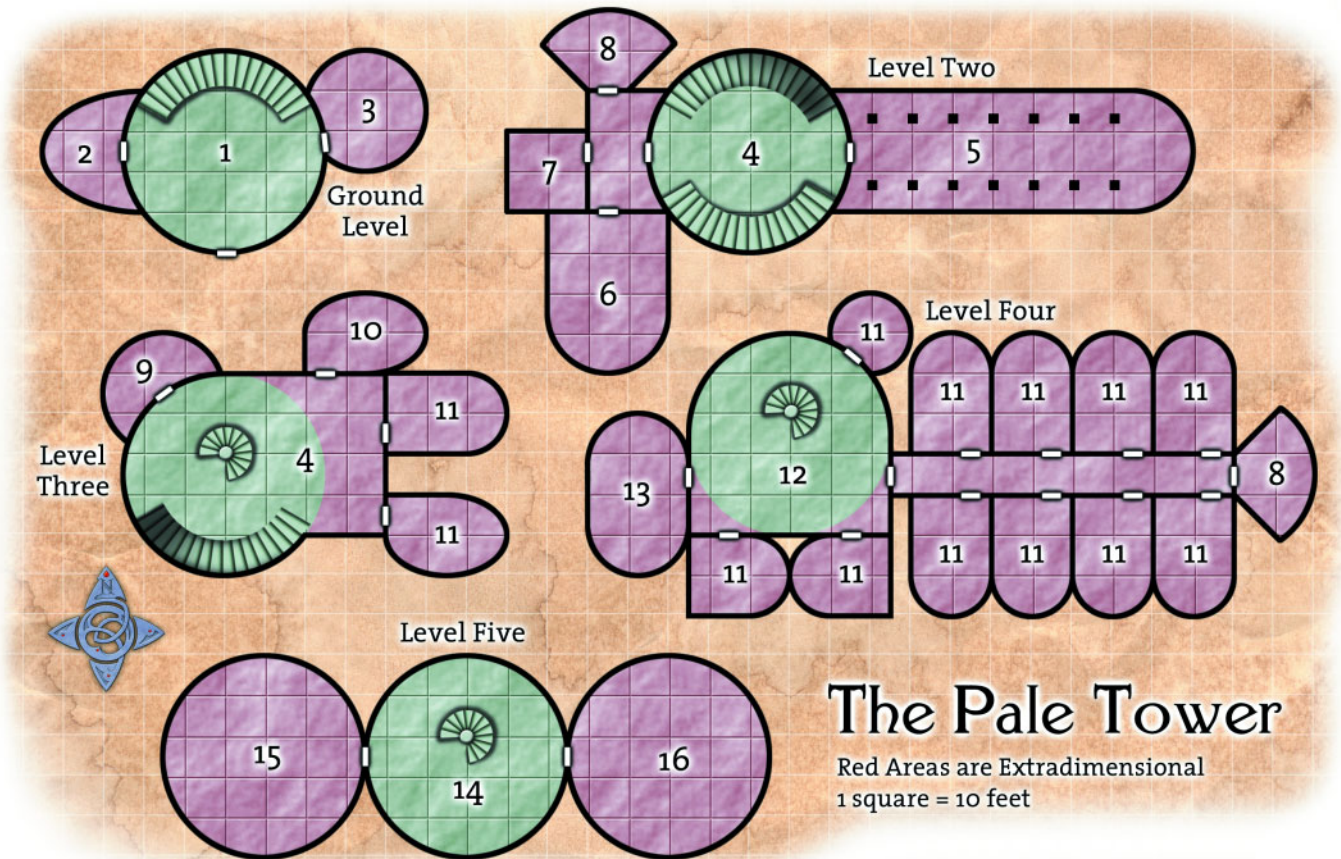 8
Level Two
2
1
3
Ground
Level
7
4
5
6
9
10
11
4
11
Level
Three
Level Four
11
11
11
11
11
13
12
8
11
11
11
11
11
11
N
Level Five
15
14
16
The Pale Tower
Red Areas are Extradimensional
1 square = 10 feet